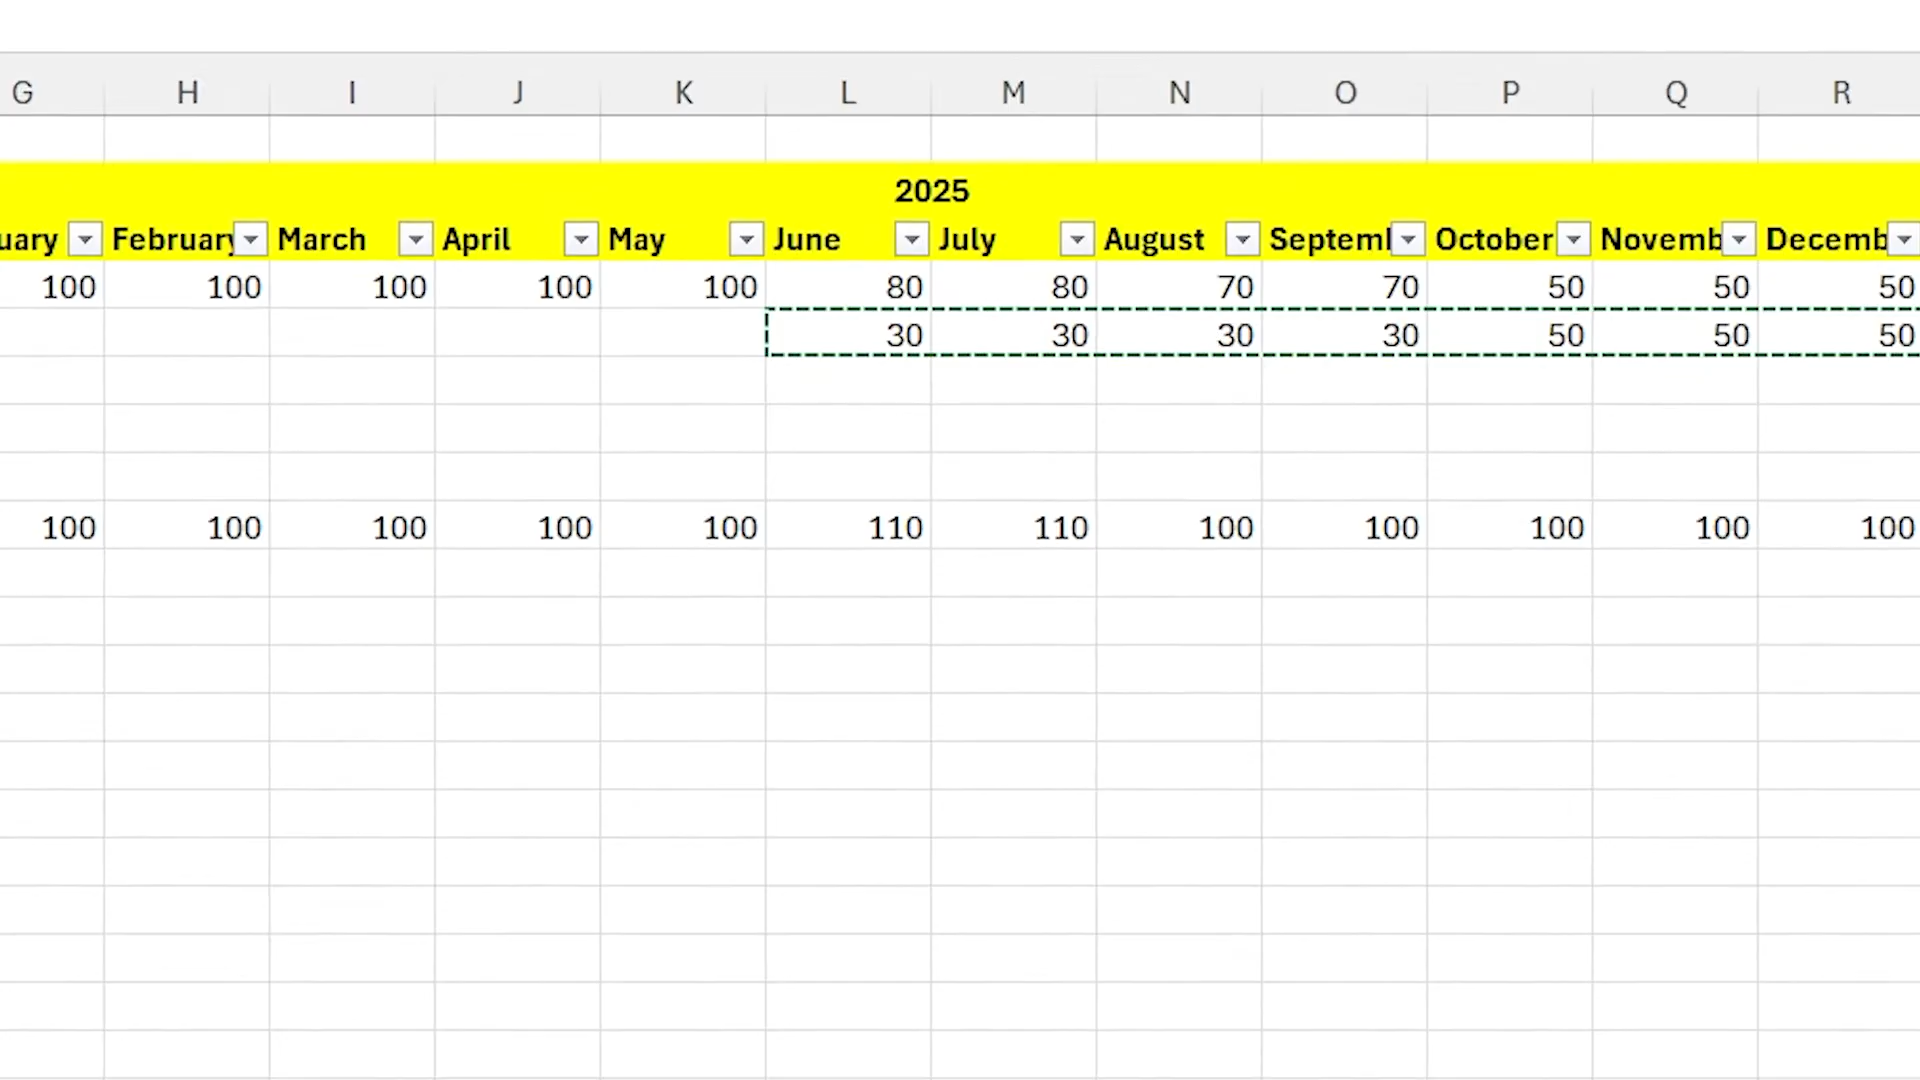 G H I J K L M N O P Q R
2025
uary February March April May June July August Septem October Novemb Decemb
100 100 100 100 100 80 80 70 70 50 50 50
30 30 30 30 50 50 50
100 100 100 100 100 110 110 100 100 100 100 100